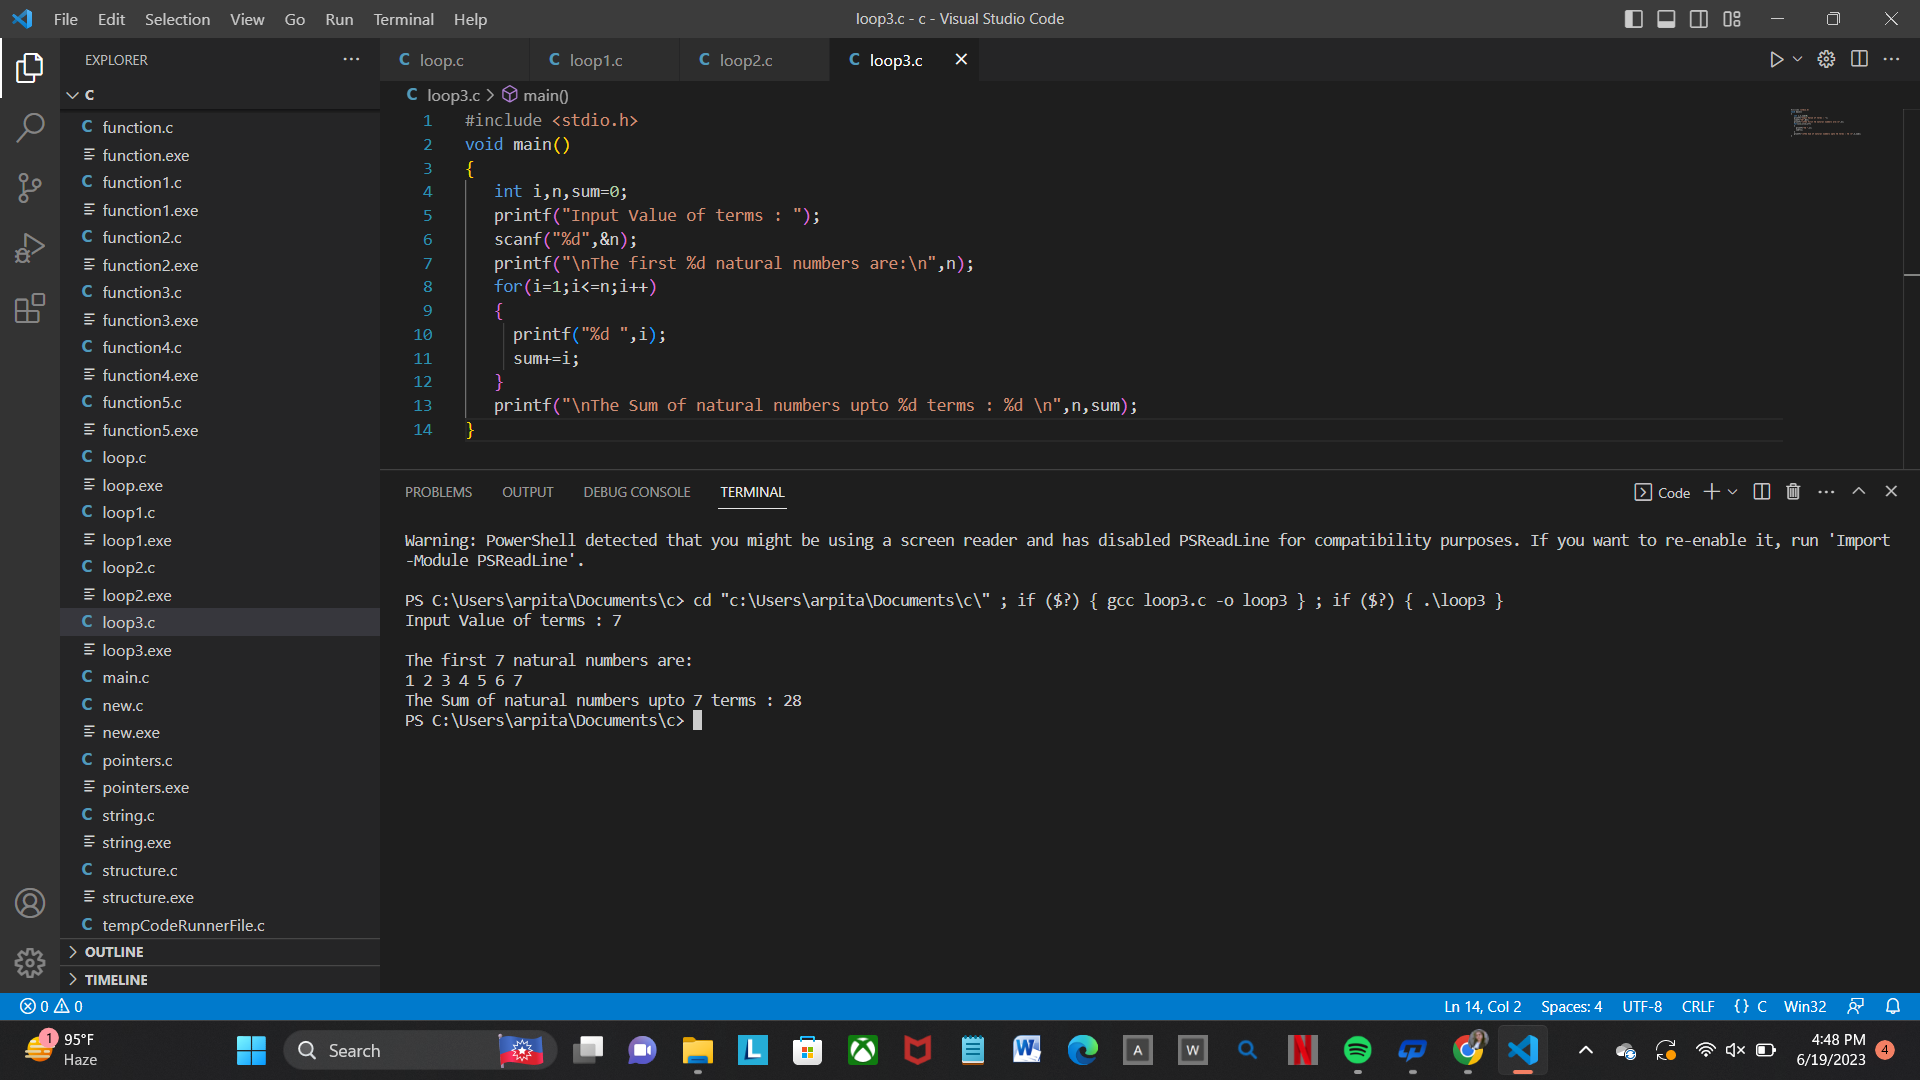 File Edit Selection View Go Run Terminal Help
loop3.c - c - Visual Studio Code
EXPLORER
C
function.c
function.exe
function1.c
function1.exe
function2.c
function2.exe
function3.c
function3.exe
function4.c
function4.exe
function5.c
function5.exe
loop.c
loop.exe
loop1.c
loop1.exe
loop2.c
loop2.exe
loop3.c
loop3.exe
main.c
new.c
new.exe
pointers.c
pointers.exe
string.c
string.exe
structure.c
structure.exe
tempCodeRunnerFile.c
OUTLINE
TIMELINE
C loop.c C loop1.c C loop2.c C loop3.c
C loop3.c > main()
1 #include <stdio.h>
2 void main()
3 {
4 int i,n,sum=0;
5 printf("Input Value of terms : ");
6 scanf("%d",&n);
7 printf("\nThe first %d natural numbers are:\n",n);
8 for(i=1;i<=n;i++)
9 {
10 printf("%d ",i);
11 sum+=i;
12 }
13 printf("\nThe Sum of natural numbers upto %d terms : %d \n",n,sum);
14 }
PROBLEMS OUTPUT DEBUG CONSOLE TERMINAL
Code
Warning: PowerShell detected that you might be using a screen reader and has disabled PSReadLine for compatibility purposes. If you want to re-enable it, run 'Import
-Module PSReadLine'.
PS C:\Users\arpita\Documents\c> cd "c:\Users\arpita\Documents\c\" ; if ($?) { gcc loop3.c -o loop3 } ; if ($?) { .\loop3 }
Input Value of terms : 7
The first 7 natural numbers are:
1 2 3 4 5 6 7
The Sum of natural numbers upto 7 terms : 28
PS C:\Users\arpita\Documents\c>
0 0
Ln 14, Col 2 Spaces: 4 UTF-8 CRLF {} C Win32
1
95°F
Haze
Search
L
W
A
W
N
4:48 PM
6/19/2023
4